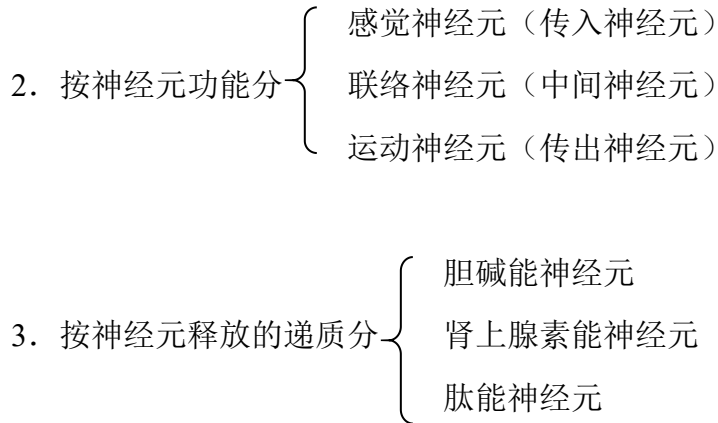 感觉神经元（传入神经元）
2．按神经元功能分
联络神经元（中间神经元）
运动神经元（传出神经元）
胆碱能神经元
3．按神经元释放的递质分
肾上腺素能神经元
肽能神经元